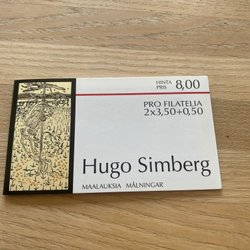 HINTA
PRIS 8,00
PRO FILATELIA
2x3,50+0,50
Hugo Simberg
MAALAUKSIA MÅLNINGAR